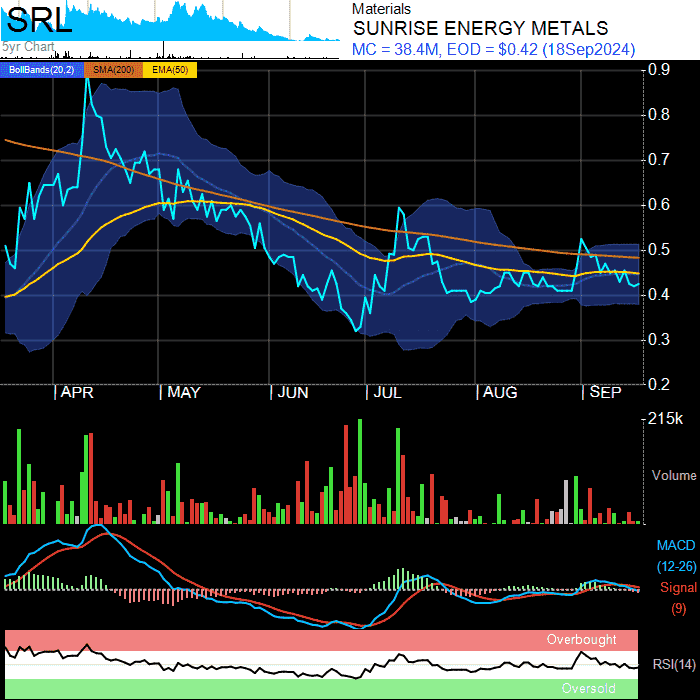 SRL
5yr Chart
Materials
SUNRISE ENERGY METALS
MC = 38.4M, EOD = $0.42 (18Sep2024)
BollBands(20,2) SMA(200) EMA(50)
0.9
0.8
0.7
0.6
0.5
0.4
0.3
0.2
APR MAY JUN JUL AUG SEP
215k
Volume
MACD
(12-26)
Signal
(9)
Overbought
RSI(14)
Oversold